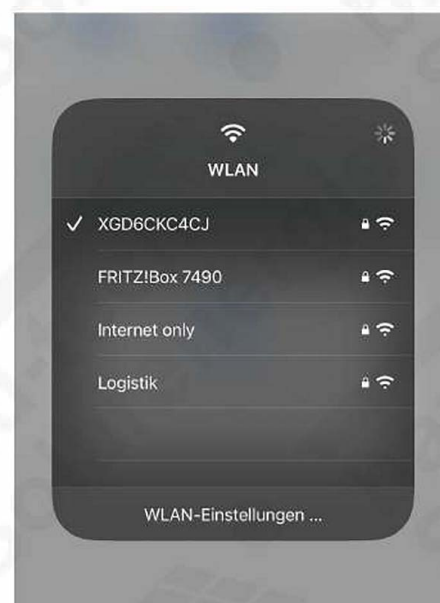 WLAN
XGD6CKC4CJ
FRITZ!Box 7490
Internet only
Logistik
WLAN-Einstellungen ...